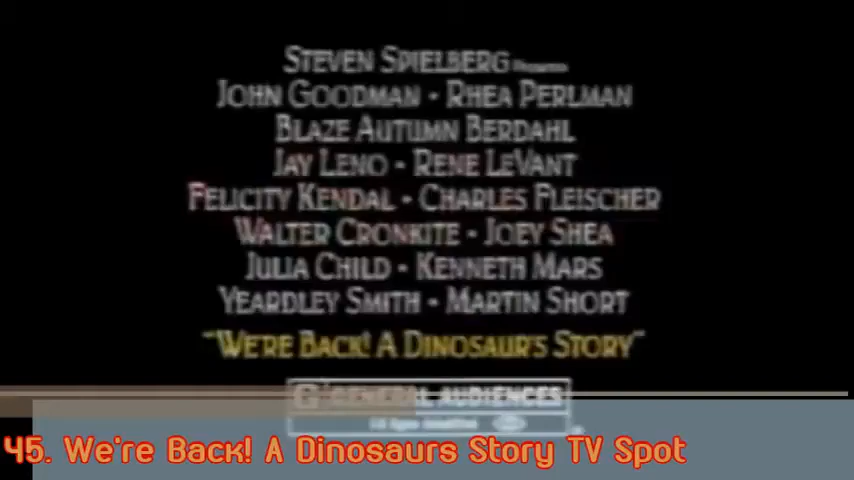 STEVEN SPIELBERG Presents
JOHN GOODMAN - RHEA PERLMAN
BLAZE AUTUMN BERDAHL
JAY LENO - RENE LEVANT
FELICITY KENDAL - CHARLES FLEISCHER
WALTER CRONKITE - JOEY SHEA
JULIA CHILD - KENNETH MARS
YEARDLEY SMITH - MARTIN SHORT
"WE'RE BACK! A DINOSAUR'S STORY"
G GENERAL AUDIENCES
45. We're Back! A Dinosaurs Story TV Spot